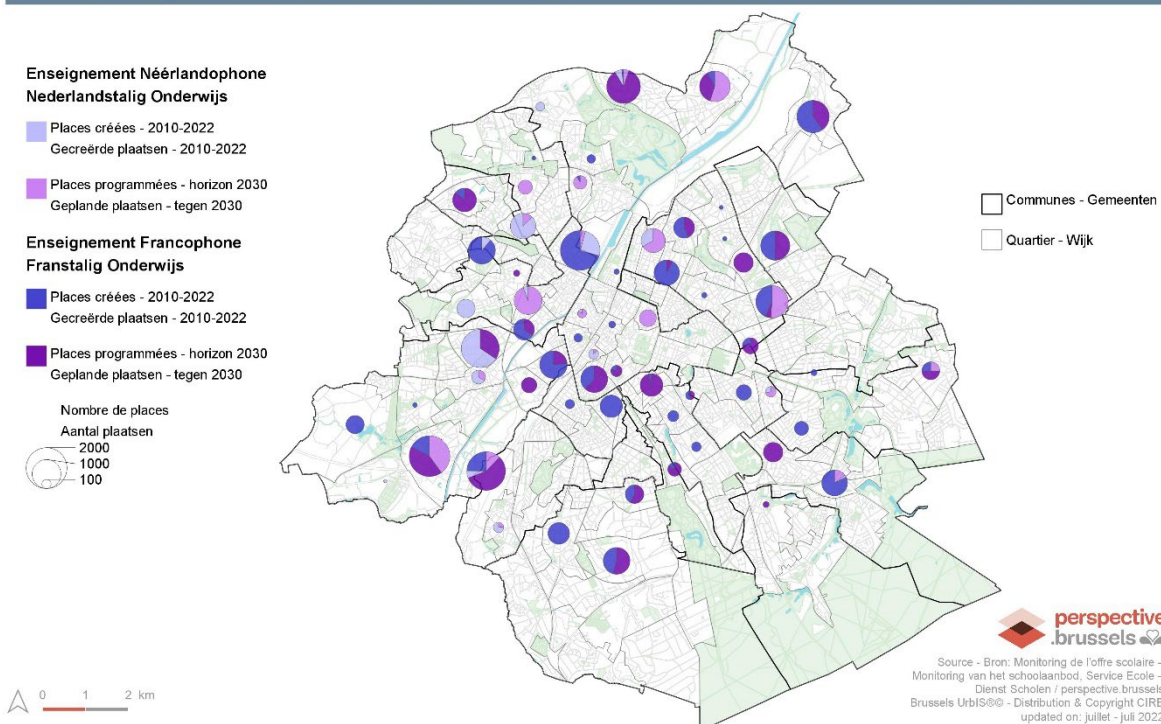 Enseignement Néérlandophone
Nederlandstalig Onderwijs
Places créées - 2010-2022
Gecreërde plaatsen - 2010-2022
Places programmées - horizon 2030
Geplande plaatsen - tegen 2030
Enseignement Francophone
Franstalig Onderwijs
Places créées - 2010-2022
Gecreërde plaatsen - 2010-2022
Places programmées - horizon 2030
Geplande plaatsen - tegen 2030
Nombre de places
Aantal plaatsen
2000
1000
100
Communes - Gemeenten
Quartier - Wijk
0 1 2 km
perspective
.brussels
Source - Bron: Monitoring de l'offre scolaire -
Monitoring van het schoolaanbod, Service Ecole -
Dienst Scholen / perspective.brussels
Brussels UrbIS®© - Distribution & Copyright CIRB
updated on: juillet - juli 2022